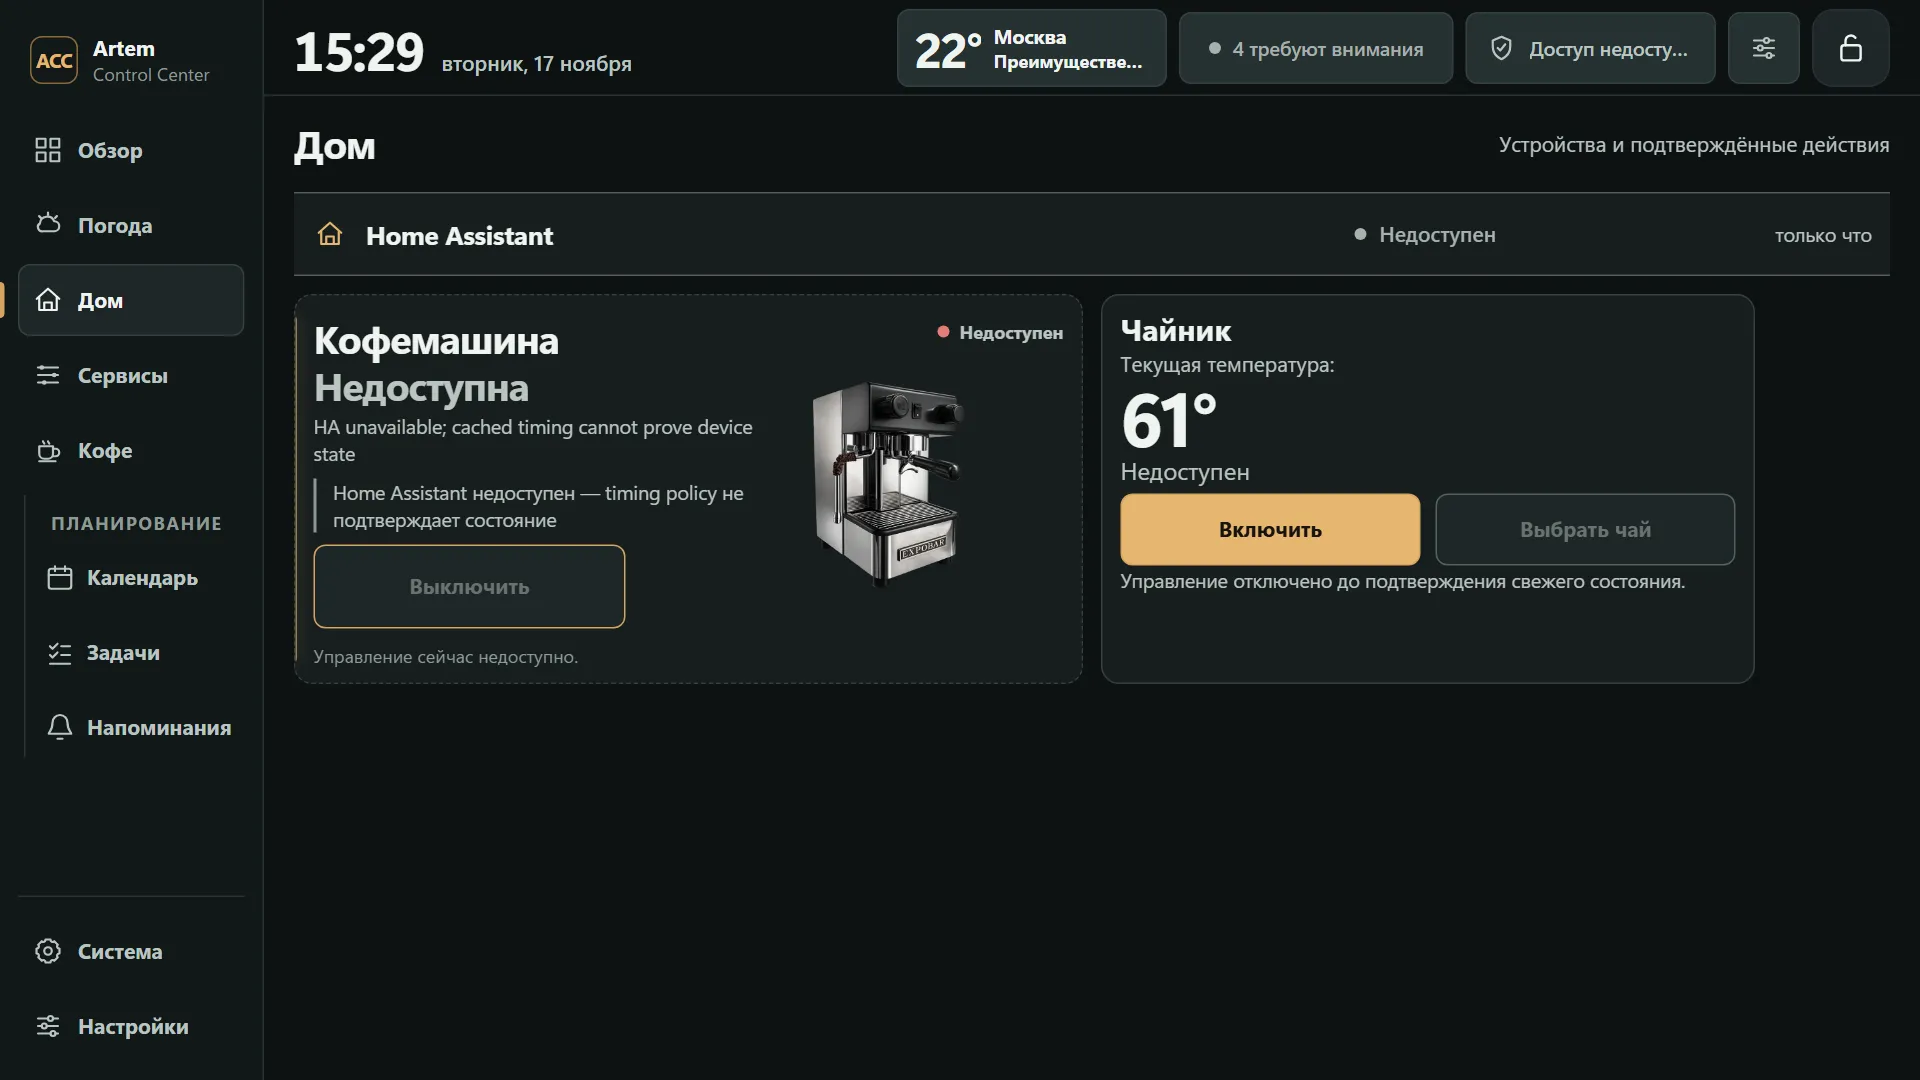 ACC
Artem
Control Center
Обзор
Погода
Дом
Сервисы
Кофе
ПЛАНИРОВАНИЕ
Календарь
Задачи
Напоминания
Система
Настройки
15:29 вторник, 17 ноября
22° Москва
Преимуществе...
4 требуют внимания
Доступ недосту...
Дом
Устройства и подтверждённые действия
Home Assistant
Недоступен
только что
Кофемашина
Недоступен
Недоступна
HA unavailable; cached timing cannot prove device
state
Home Assistant недоступен — timing policy не
подтверждает состояние
Выключить
Управление сейчас недоступно.
EXPOBAR
Чайник
Текущая температура:
61°
Недоступен
Включить
Выбрать чай
Управление отключено до подтверждения свежего состояния.